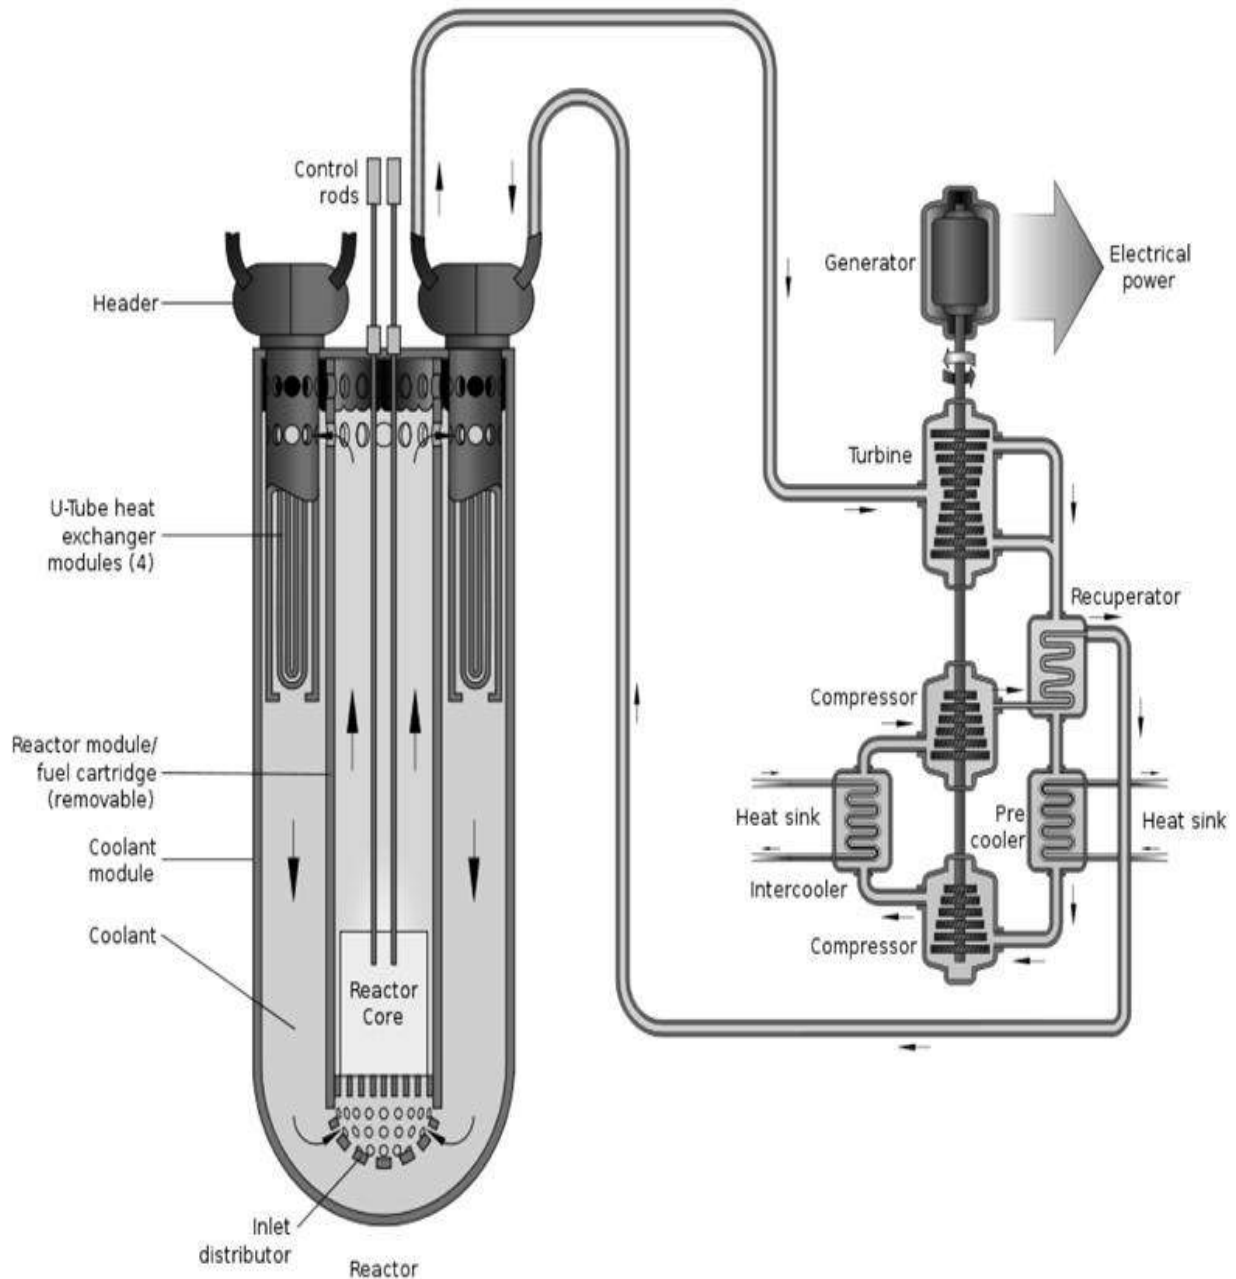 Control
rods
Header
Generator
Electrical
power
Turbine
U-Tube heat
exchanger
modules (4)
Recuperator
Compressor
Reactor module/
fuel cartridge
(removable)
Heat sink
Pre
cooler
Heat sink
Coolant
module
Intercooler
Coolant
Compressor
Reactor
Core
Inlet
distributor
Reactor